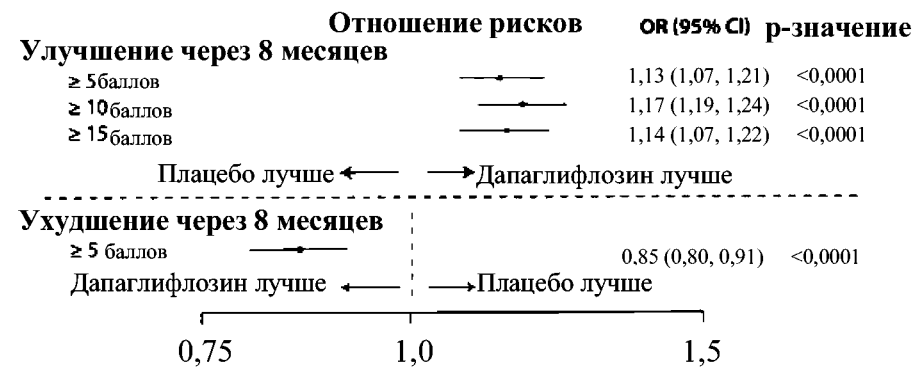 Отношение рисков OR (95% CI) р-значение
Улучшение через 8 месяцев
≥ 5баллов 1,13 (1,07, 1,21) <0,0001
≥ 10баллов 1,17 (1,19, 1,24) <0,0001
≥ 15баллов 1,14 (1,07, 1,22) <0,0001
Плацебо лучше Дапаглифлозин лучше
Ухудшение через 8 месяцев
≥ 5 баллов 0,85 (0,80, 0,91) <0,0001
Дапаглифлозин лучше Плацебо лучше
0,75 1,0 1,5